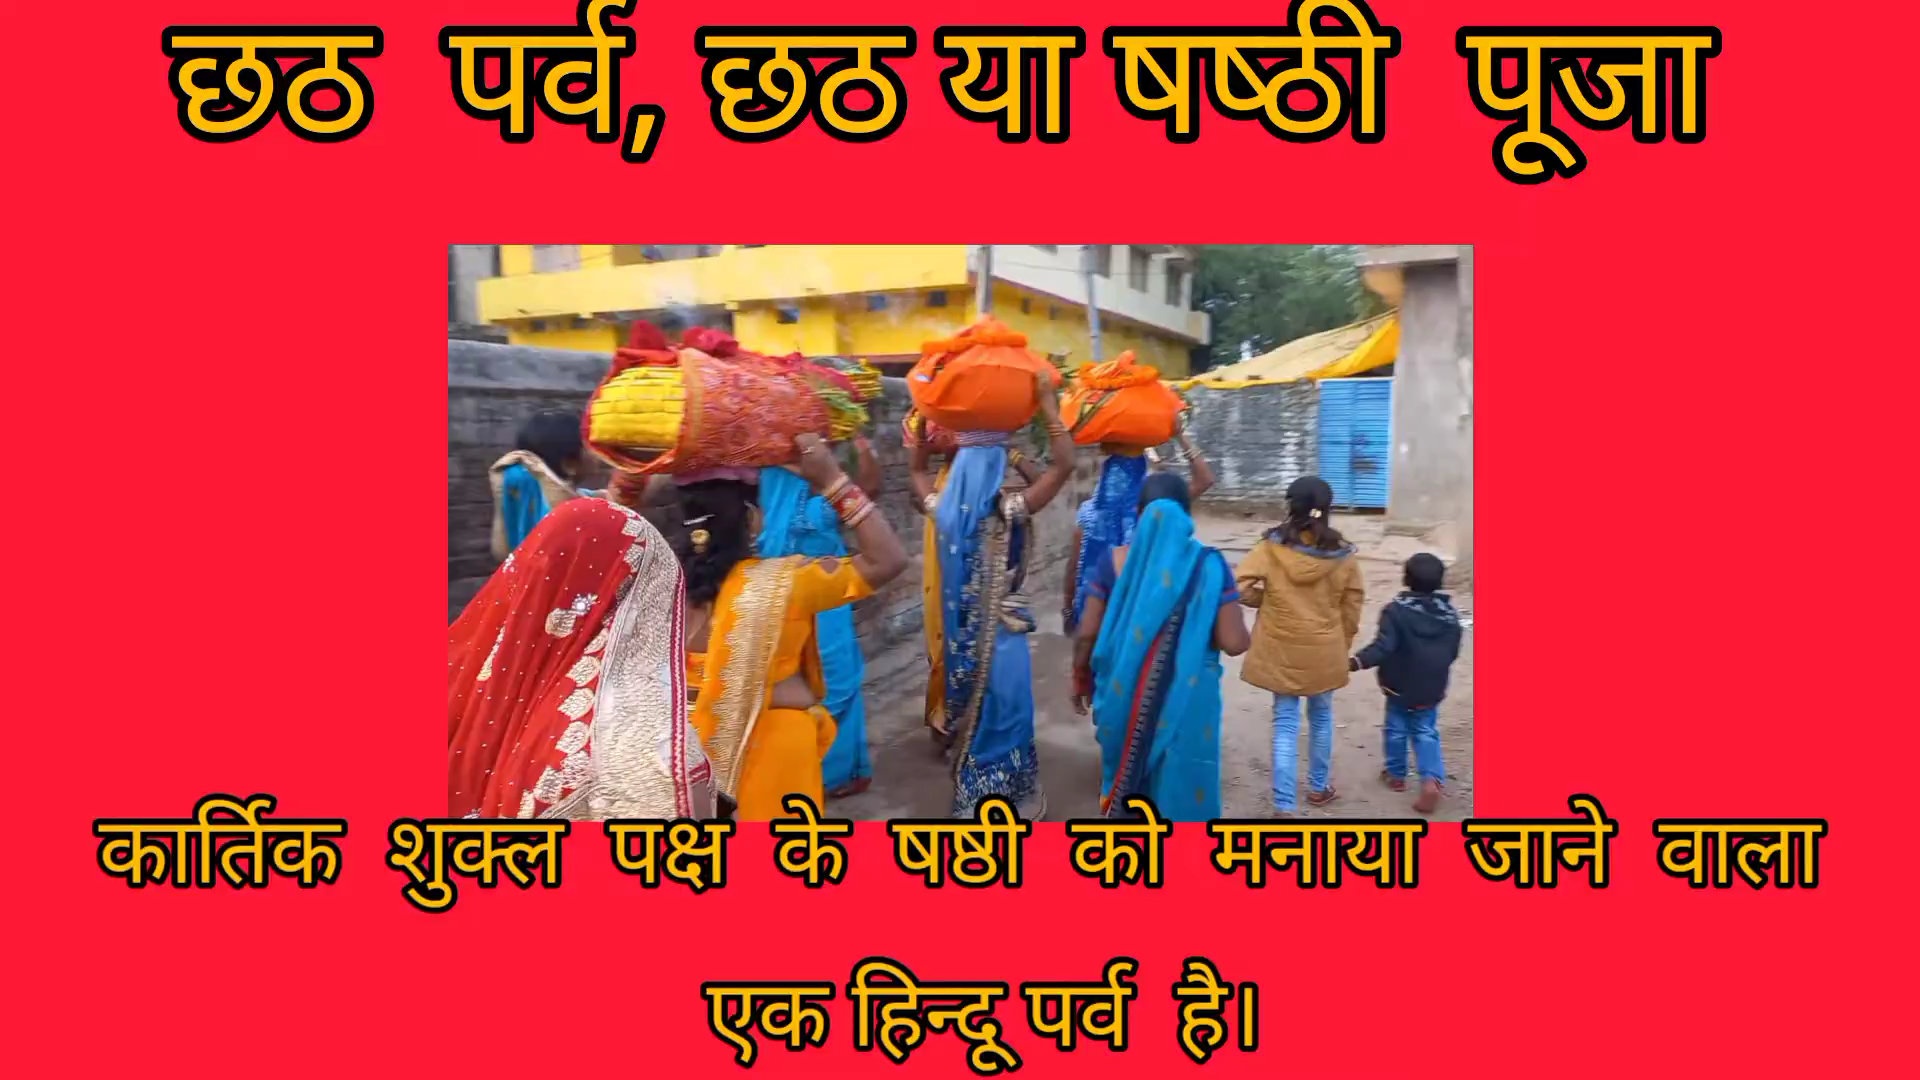 छठ पर्व, छठ या षष्ठी पूजा
कार्तिक शुक्ल पक्ष के षष्ठी को मनाया जाने वाला
एक हिन्दू पर्व है।